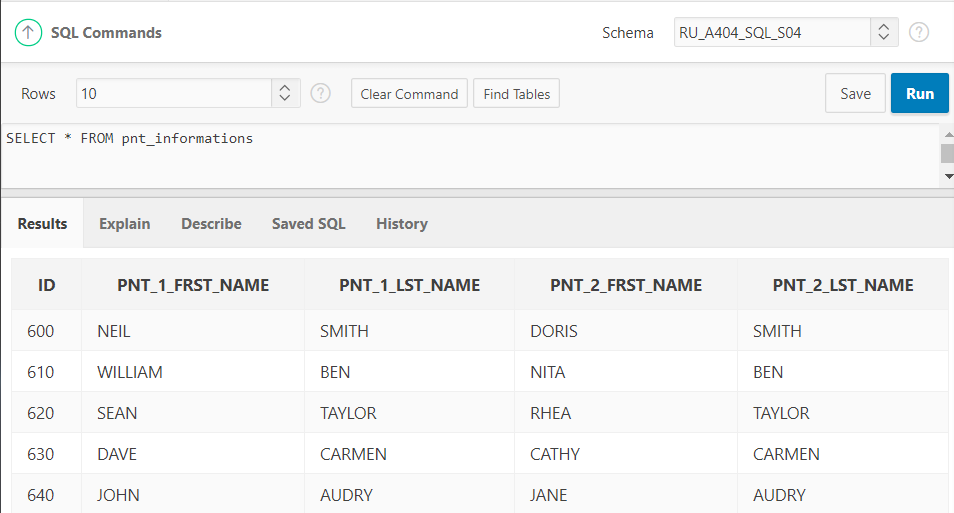 SQL Commands Schema RU_A404_SQL_S04 ?
Rows 10 ? Clear Command Find Tables Save Run
SELECT * FROM pnt_informations
Results Explain Describe Saved SQL History
ID PNT_1_FRST_NAME PNT_1_LST_NAME PNT_2_FRST_NAME PNT_2_LST_NAME
600 NEIL SMITH DORIS SMITH
610 WILLIAM BEN NITA BEN
620 SEAN TAYLOR RHEA TAYLOR
630 DAVE CARMEN CATHY CARMEN
640 JOHN AUDRY JANE AUDRY